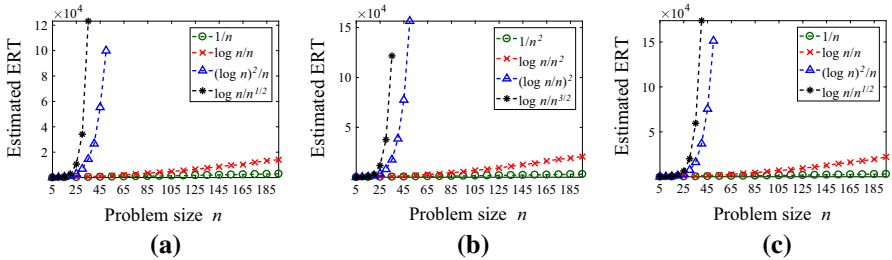 ×10⁴
Estimated ERT
12
10
8
6
4
2
1/n
log n/n
(log n)²/n
log n/n^{1/2}
5 25 45 65 85 105 125 145 165 185
Problem size n
(a)
×10⁴
Estimated ERT
15
10
5
1/n²
log n/n²
(log n/n)²
log n/n^{3/2}
5 25 45 65 85 105 125 145 165 185
Problem size n
(b)
×10⁴
Estimated ERT
15
10
5
1/n
log n/n
(log n)²/n
log n/n^{1/2}
5 25 45 65 85 105 125 145 165 185
Problem size n
(c)